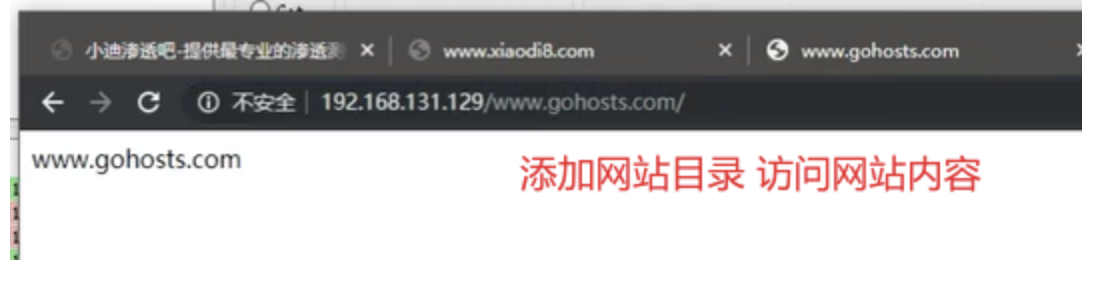 小迪渗透吧-提供最专业的渗透测 www.xiaodi8.com www.gohosts.com
不安全 192.168.131.129/www.gohosts.com/
www.gohosts.com
添加网站目录 访问网站内容